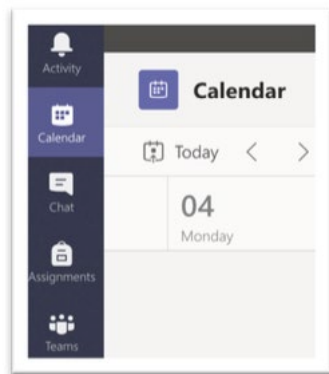 Activity
Calendar
Chat
Assignments
Teams
Calendar
Today < >
04
Monday